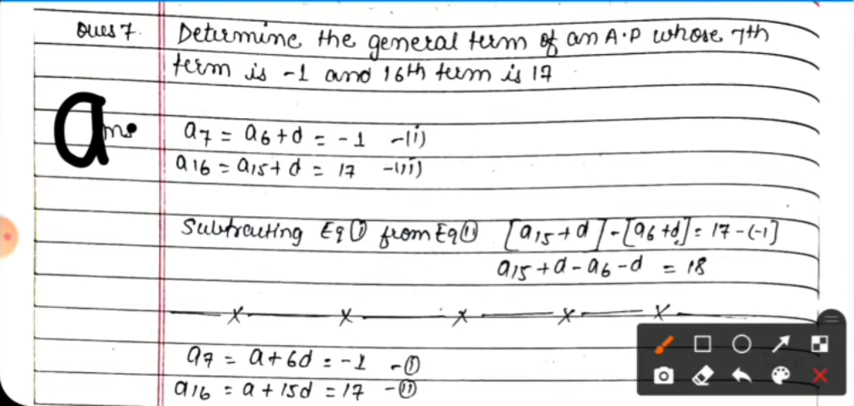 Ques 7. Determine the general term of an A.P whose 7th
term is -1 and 16th term is 17
Ans
a7 = a6 + d = -1 -(i)
a16 = a15 + d = 17 -(ii)
Subtracting Eq (i) from Eq (ii) [a15 + d] - [a6 + d] = 17 - (-1]
a15 + d - a6 - d = 18
x x x x x
a7 = a + 6d = -1 -(i)
a16 = a + 15d = 17 -(ii)